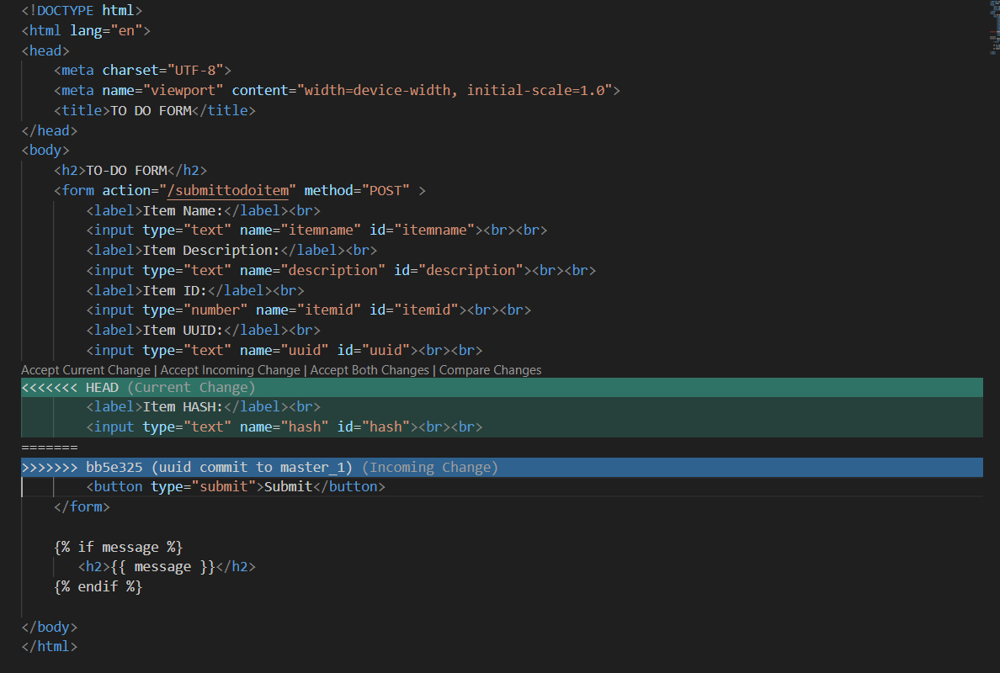 <!DOCTYPE html>
<html lang="en">
<head>
    <meta charset="UTF-8">
    <meta name="viewport" content="width=device-width, initial-scale=1.0">
    <title>TO DO FORM</title>
</head>
<body>
    <h2>TO-DO FORM</h2>
    <form action="/submittodoitem" method="POST" >
        <label>Item Name:</label><br>
        <input type="text" name="itemname" id="itemname"><br><br>
        <label>Item Description:</label><br>
        <input type="text" name="description" id="description"><br><br>
        <label>Item ID:</label><br>
        <input type="number" name="itemid" id="itemid"><br><br>
        <label>Item UUID:</label><br>
        <input type="text" name="uuid" id="uuid"><br><br>
Accept Current Change | Accept Incoming Change | Accept Both Changes | Compare Changes
<<<<<<< HEAD (Current Change)
        <label>Item HASH:</label><br>
        <input type="text" name="hash" id="hash"><br><br>
=======
>>>>>>> bb5e325 (uuid commit to master_1) (Incoming Change)
        <button type="submit">Submit</button>
    </form>

    {% if message %}
       <h2>{{ message }}</h2>
    {% endif %}

</body>
</html>